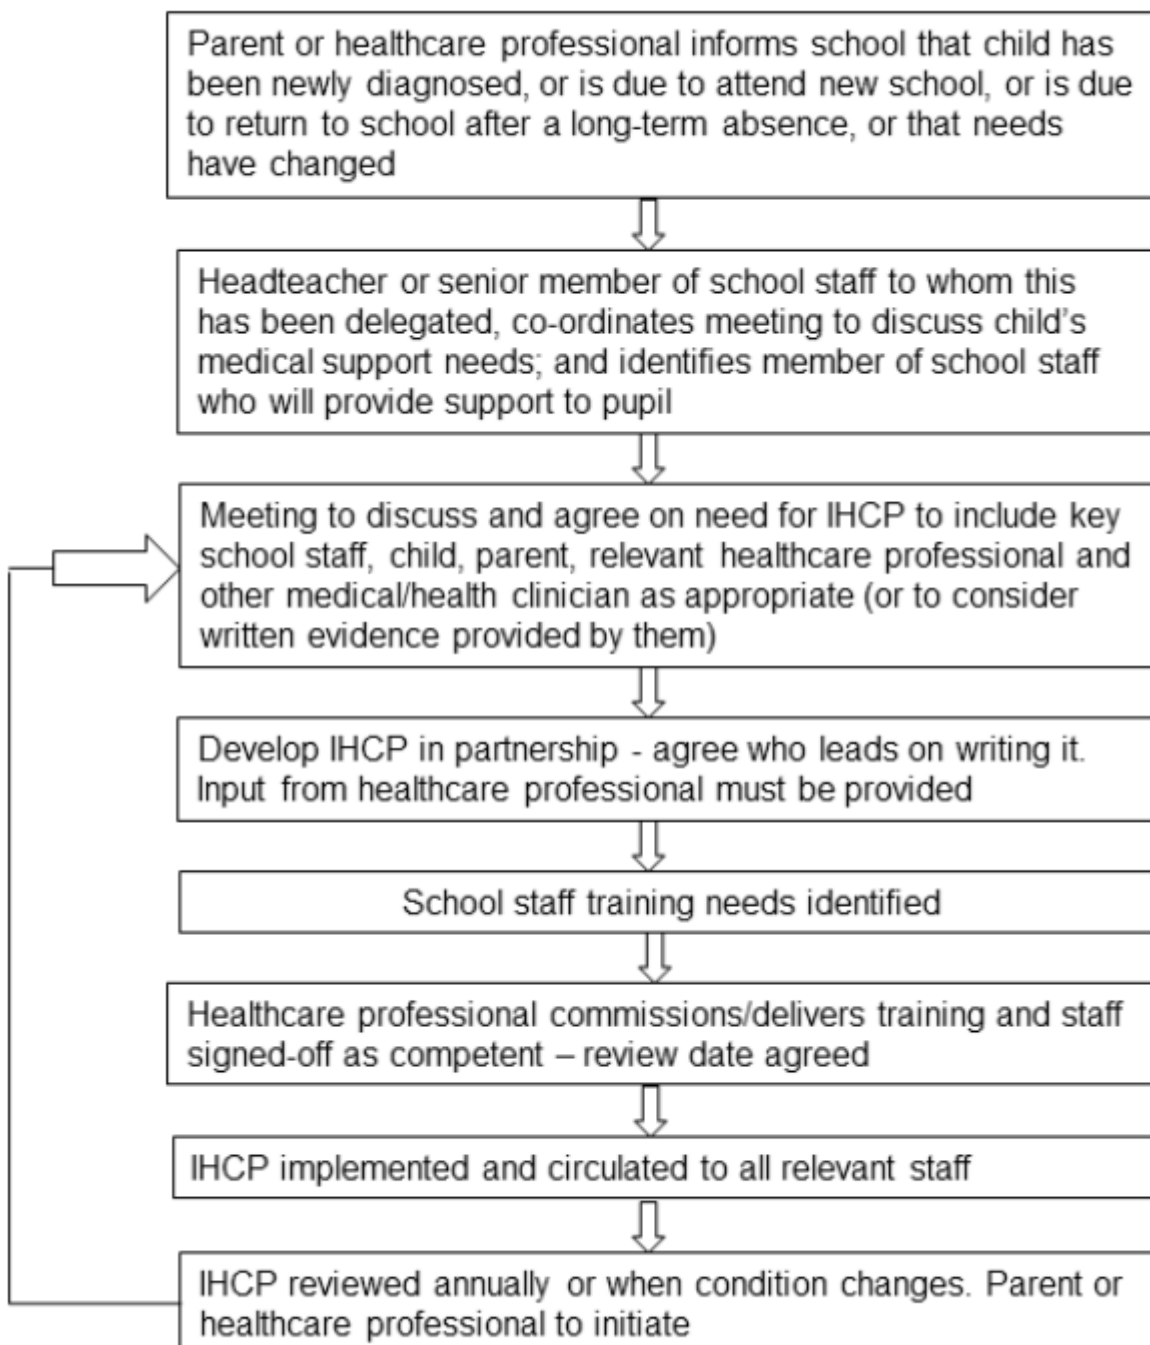 Parent or healthcare professional informs school that child has
been newly diagnosed, or is due to attend new school, or is due
to return to school after a long-term absence, or that needs
have changed
Headteacher or senior member of school staff to whom this
has been delegated, co-ordinates meeting to discuss child's
medical support needs; and identifies member of school staff
who will provide support to pupil
Meeting to discuss and agree on need for IHCP to include key
school staff, child, parent, relevant healthcare professional and
other medical/health clinician as appropriate (or to consider
written evidence provided by them)
Develop IHCP in partnership - agree who leads on writing it.
Input from healthcare professional must be provided
School staff training needs identified
Healthcare professional commissions/delivers training and staff
signed-off as competent – review date agreed
IHCP implemented and circulated to all relevant staff
IHCP reviewed annually or when condition changes. Parent or
healthcare professional to initiate